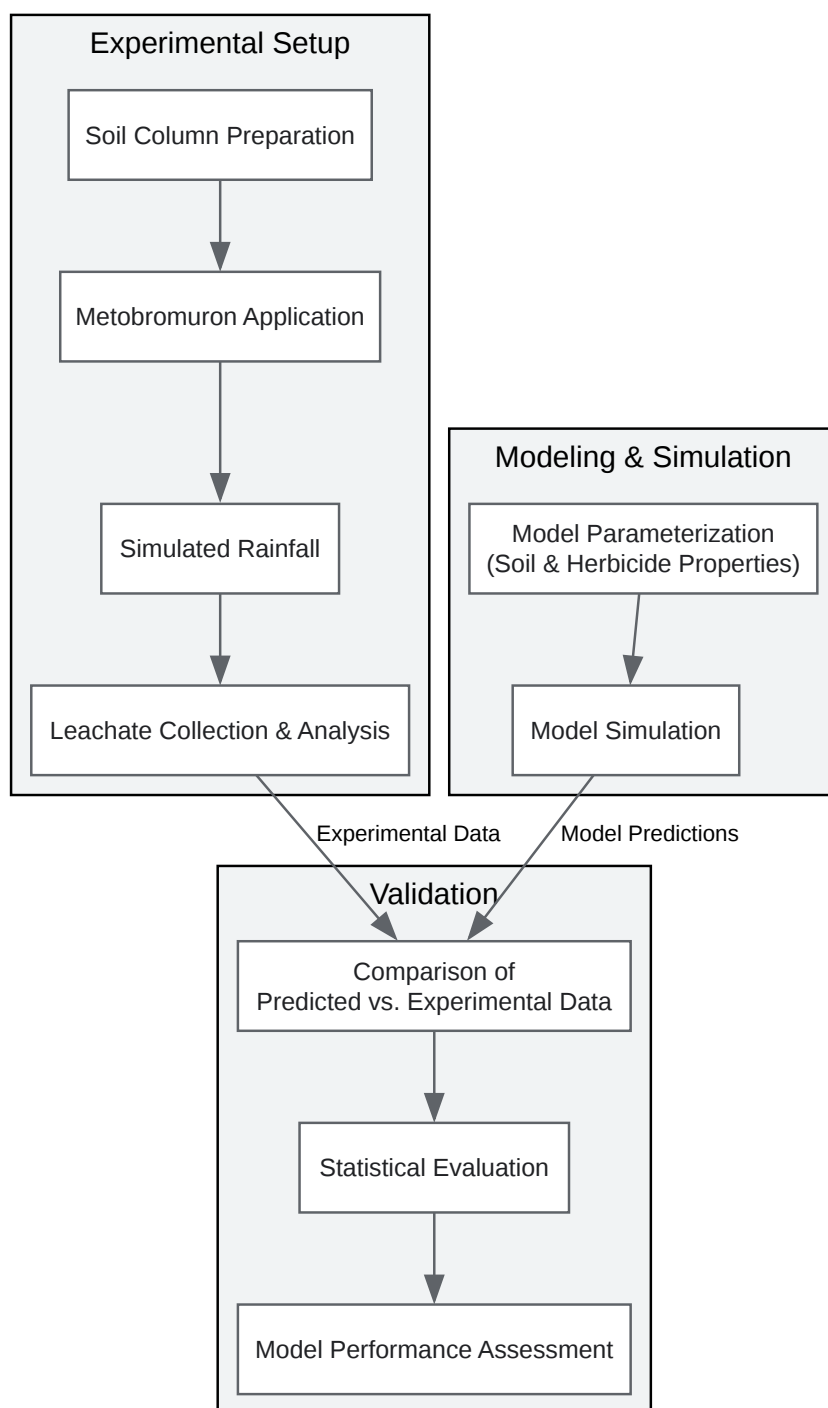 Experimental Setup
Soil Column Preparation
Metobromuron Application
Simulated Rainfall
Leachate Collection & Analysis
Modeling & Simulation
Model Parameterization
(Soil & Herbicide Properties)
Model Simulation
Experimental Data
Model Predictions
Validation
Comparison of
Predicted vs. Experimental Data
Statistical Evaluation
Model Performance Assessment